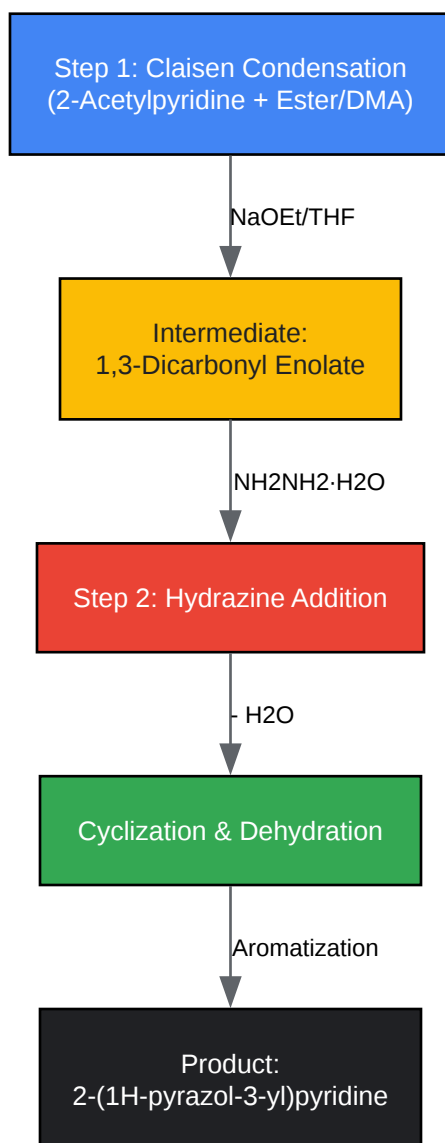 Step 1: Claisen Condensation
(2-Acetylpyridine + Ester/DMA)
NaOEt/THF
Intermediate:
1,3-Dicarbonyl Enolate
NH2NH2·H2O
Step 2: Hydrazine Addition
- H2O
Cyclization & Dehydration
Aromatization
Product:
2-(1H-pyrazol-3-yl)pyridine